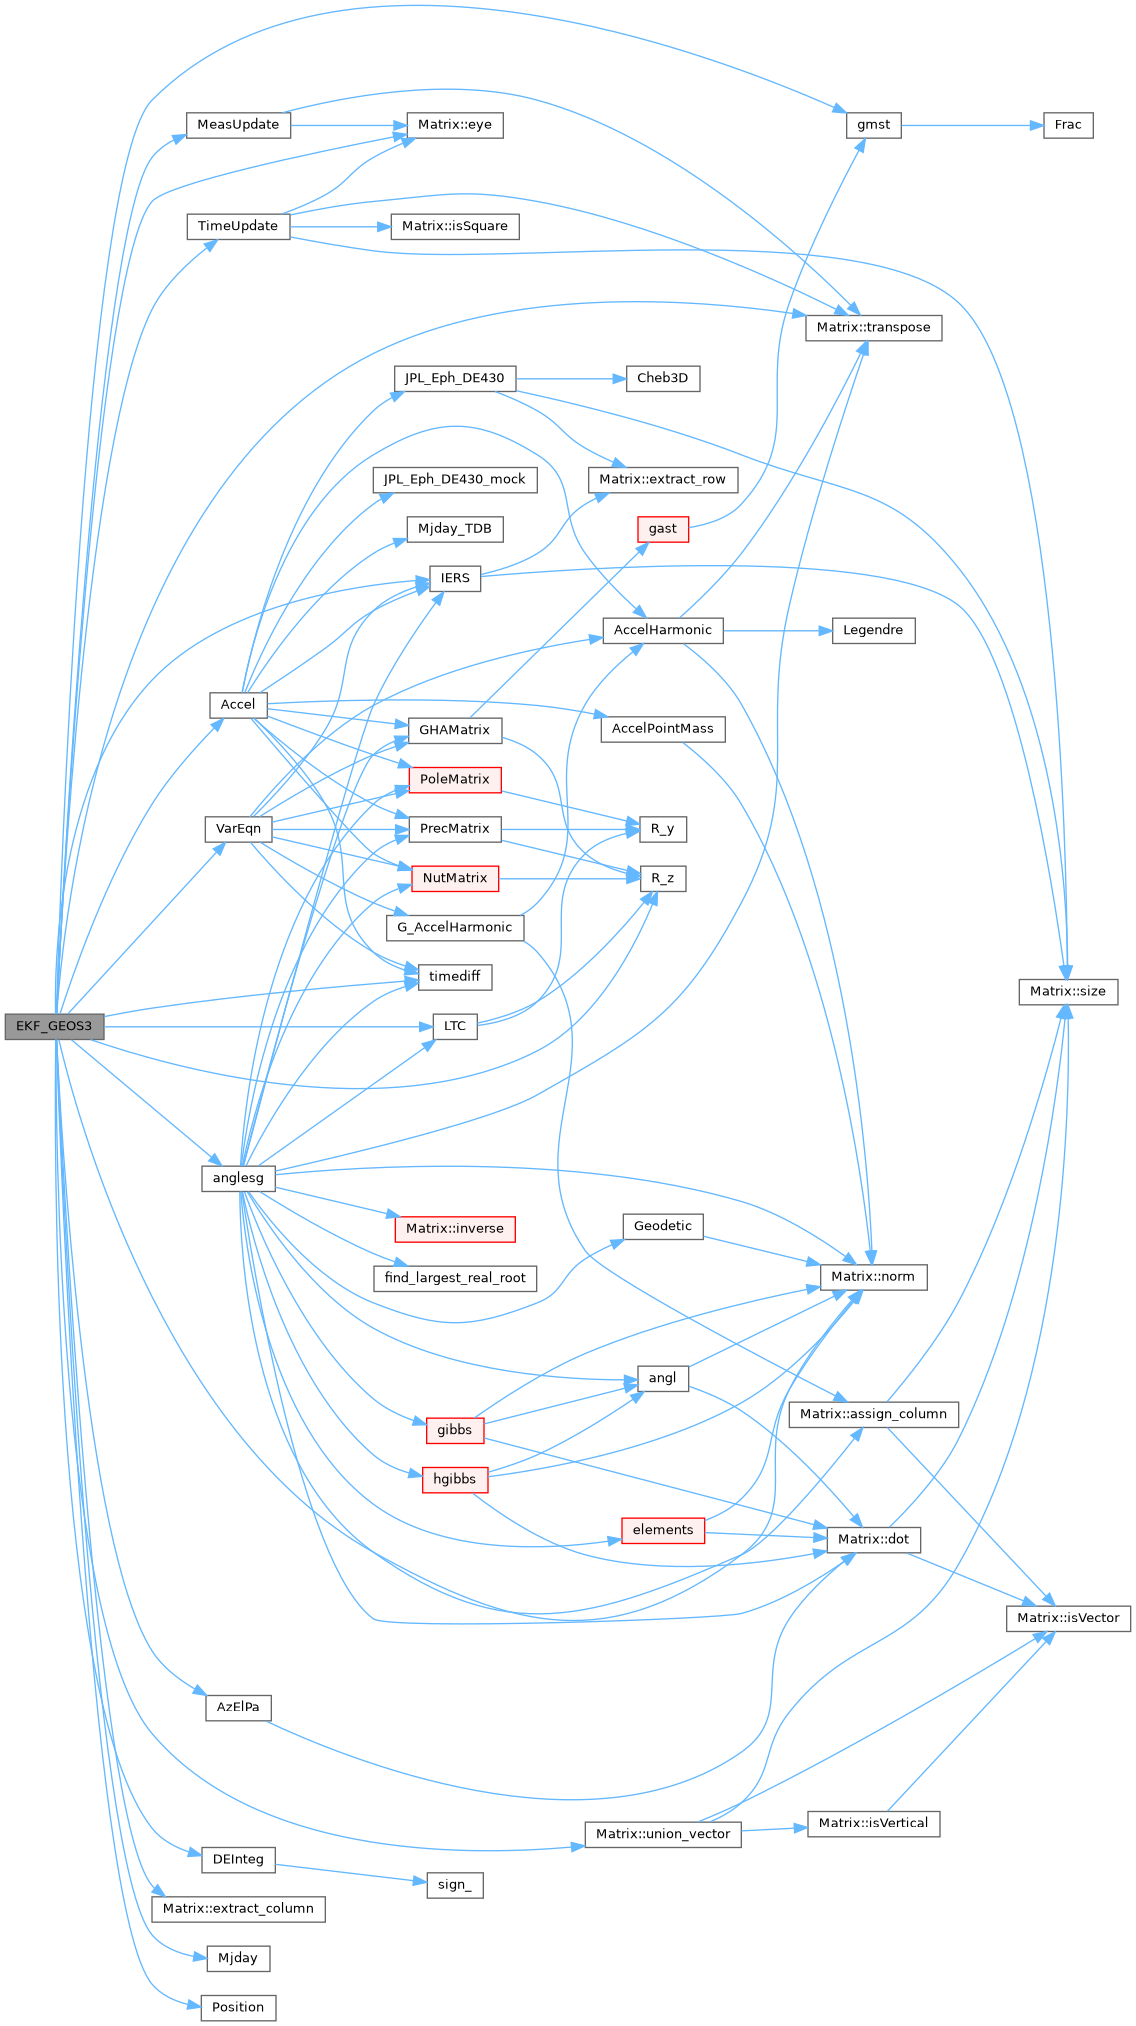 MeasUpdate
Matrix::eye
gmst
Frac
TimeUpdate
Matrix::isSquare
Matrix::transpose
JPL_Eph_DE430
Cheb3D
JPL_Eph_DE430_mock
Matrix::extract_row
Mjday_TDB
gast
IERS
AccelHarmonic
Legendre
Accel
GHAMatrix
AccelPointMass
PoleMatrix
VarEqn
PrecMatrix
R_y
NutMatrix
R_z
G_AccelHarmonic
timediff
Matrix::size
EKF_GEOS3
LTC
anglesg
Matrix::inverse
Geodetic
find_largest_real_root
Matrix::norm
angl
Matrix::assign_column
gibbs
hgibbs
elements
Matrix::dot
Matrix::isVector
AzElPa
Matrix::union_vector
Matrix::isVertical
DEInteg
sign_
Matrix::extract_column
Mjday
Position